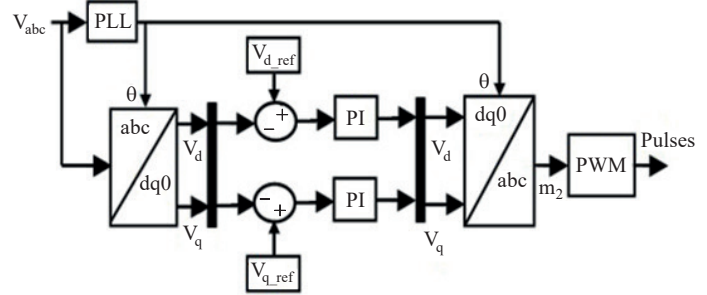 V_abc
PLL
V_d_ref
θ
θ
abc
dq0
V_d
V_q
+
−
−
+
V_q_ref
PI
PI
V_d
V_q
dq0
abc
m_2
PWM
Pulses